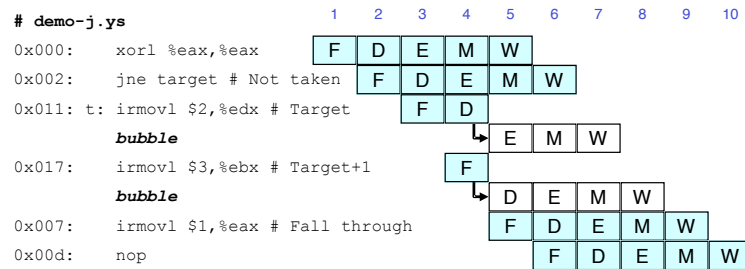 # demo-j.ys 1 2 3 4 5 6 7 8 9 10
0x000: xorl %eax,%eax F D E M W
0x002: jne target # Not taken F D E M W
0x011: t: irmovl $2,%edx # Target F D
bubble E M W
0x017: irmovl $3,%ebx # Target+1 F
bubble D E M W
0x007: irmovl $1,%eax # Fall through F D E M W
0x00d: nop F D E M W